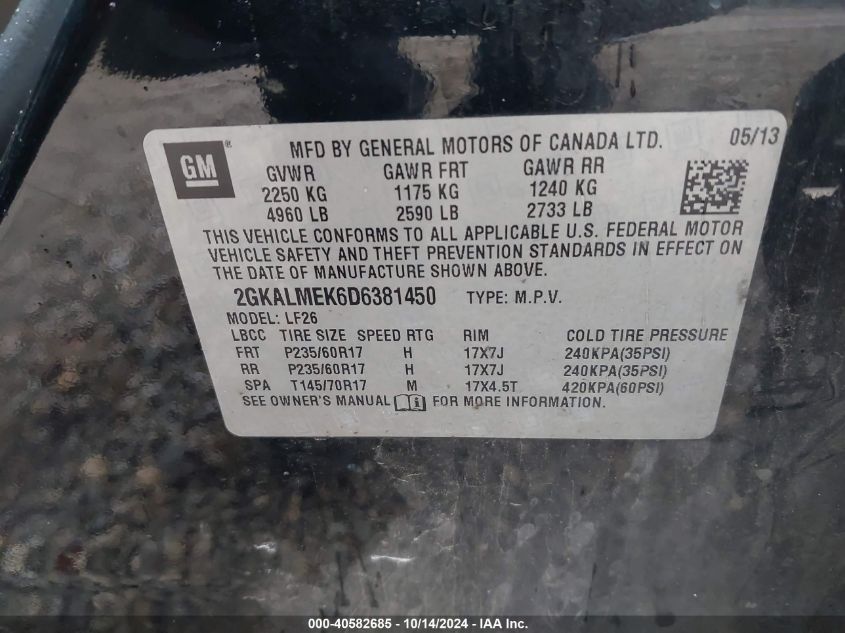 GM ® MFD BY GENERAL MOTORS OF CANADA LTD. 05/13
GVWR GAWR FRT GAWR RR
2250 KG 1175 KG 1240 KG
4960 LB 2590 LB 2733 LB
THIS VEHICLE CONFORMS TO ALL APPLICABLE U.S. FEDERAL MOTOR
VEHICLE SAFETY AND THEFT PREVENTION STANDARDS IN EFFECT ON
THE DATE OF MANUFACTURE SHOWN ABOVE.
2GKALMEK6D6381450 TYPE: M.P.V.
MODEL: LF26
LBCC TIRE SIZE SPEED RTG RIM COLD TIRE PRESSURE
FRT P235/60R17 H 17X7J 240KPA(35PSI)
RR P235/60R17 H 17X7J 240KPA(35PSI)
SPA T145/70R17 M 17X4.5T 420KPA(60PSI)
SEE OWNER'S MANUAL FOR MORE INFORMATION.
000-40582685 - 10/14/2024 - IAA Inc.